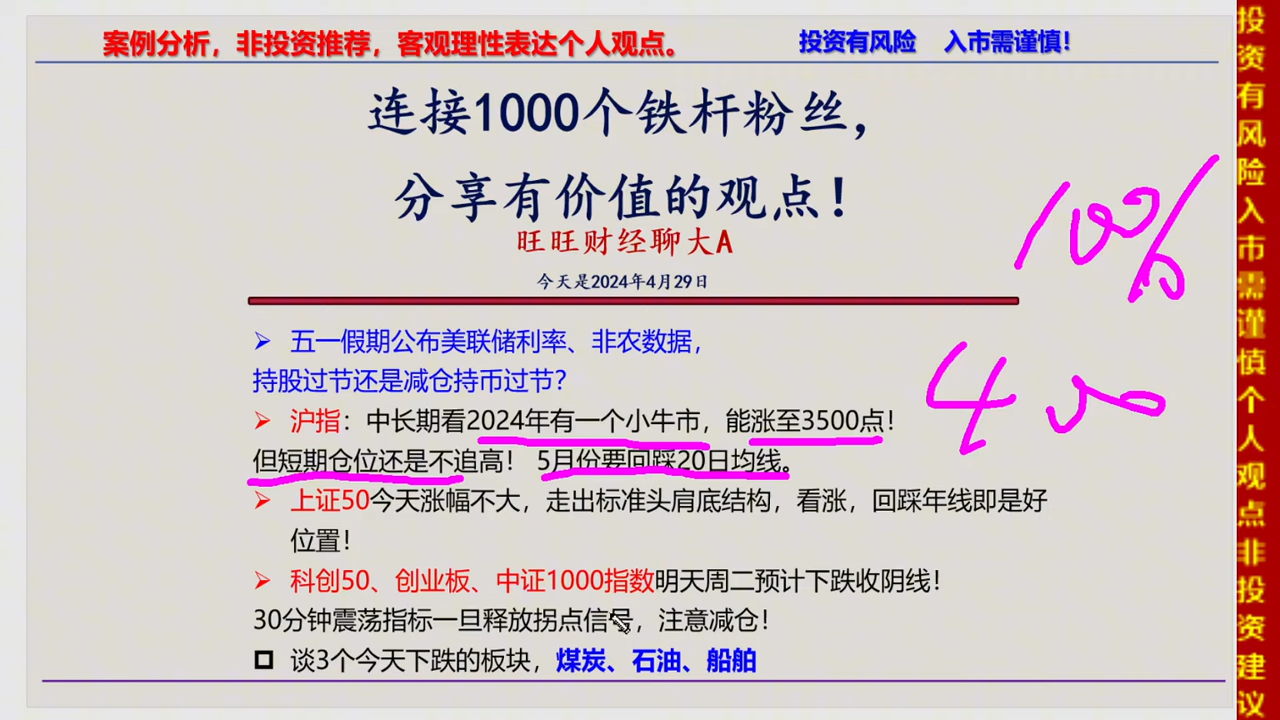 案例分析，非投资推荐，客观理性表达个人观点。
投资有风险 入市需谨慎！
连接1000个铁杆粉丝，
分享有价值的观点！
旺旺财经聊大A
今天是2024年4月29日
➢ 五一假期公布美联储利率、非农数据，
持股过节还是减仓持币过节？
➢ 沪指：中长期看2024年有一个小牛市，能涨至3500点！
但短期仓位还是不追高！ 5月份要回踩20日均线。
➢ 上证50今天涨幅不大，走出标准头肩底结构，看涨，回踩年线即是好
位置！
➢ 科创50、创业板、中证1000指数明天周二预计下跌收阴线！
30分钟震荡指标一旦释放拐点信号，注意减仓！
谈3个今天下跌的板块，煤炭、石油、船舶
100%
投资有风险入市需谨慎个人观点非投资建议